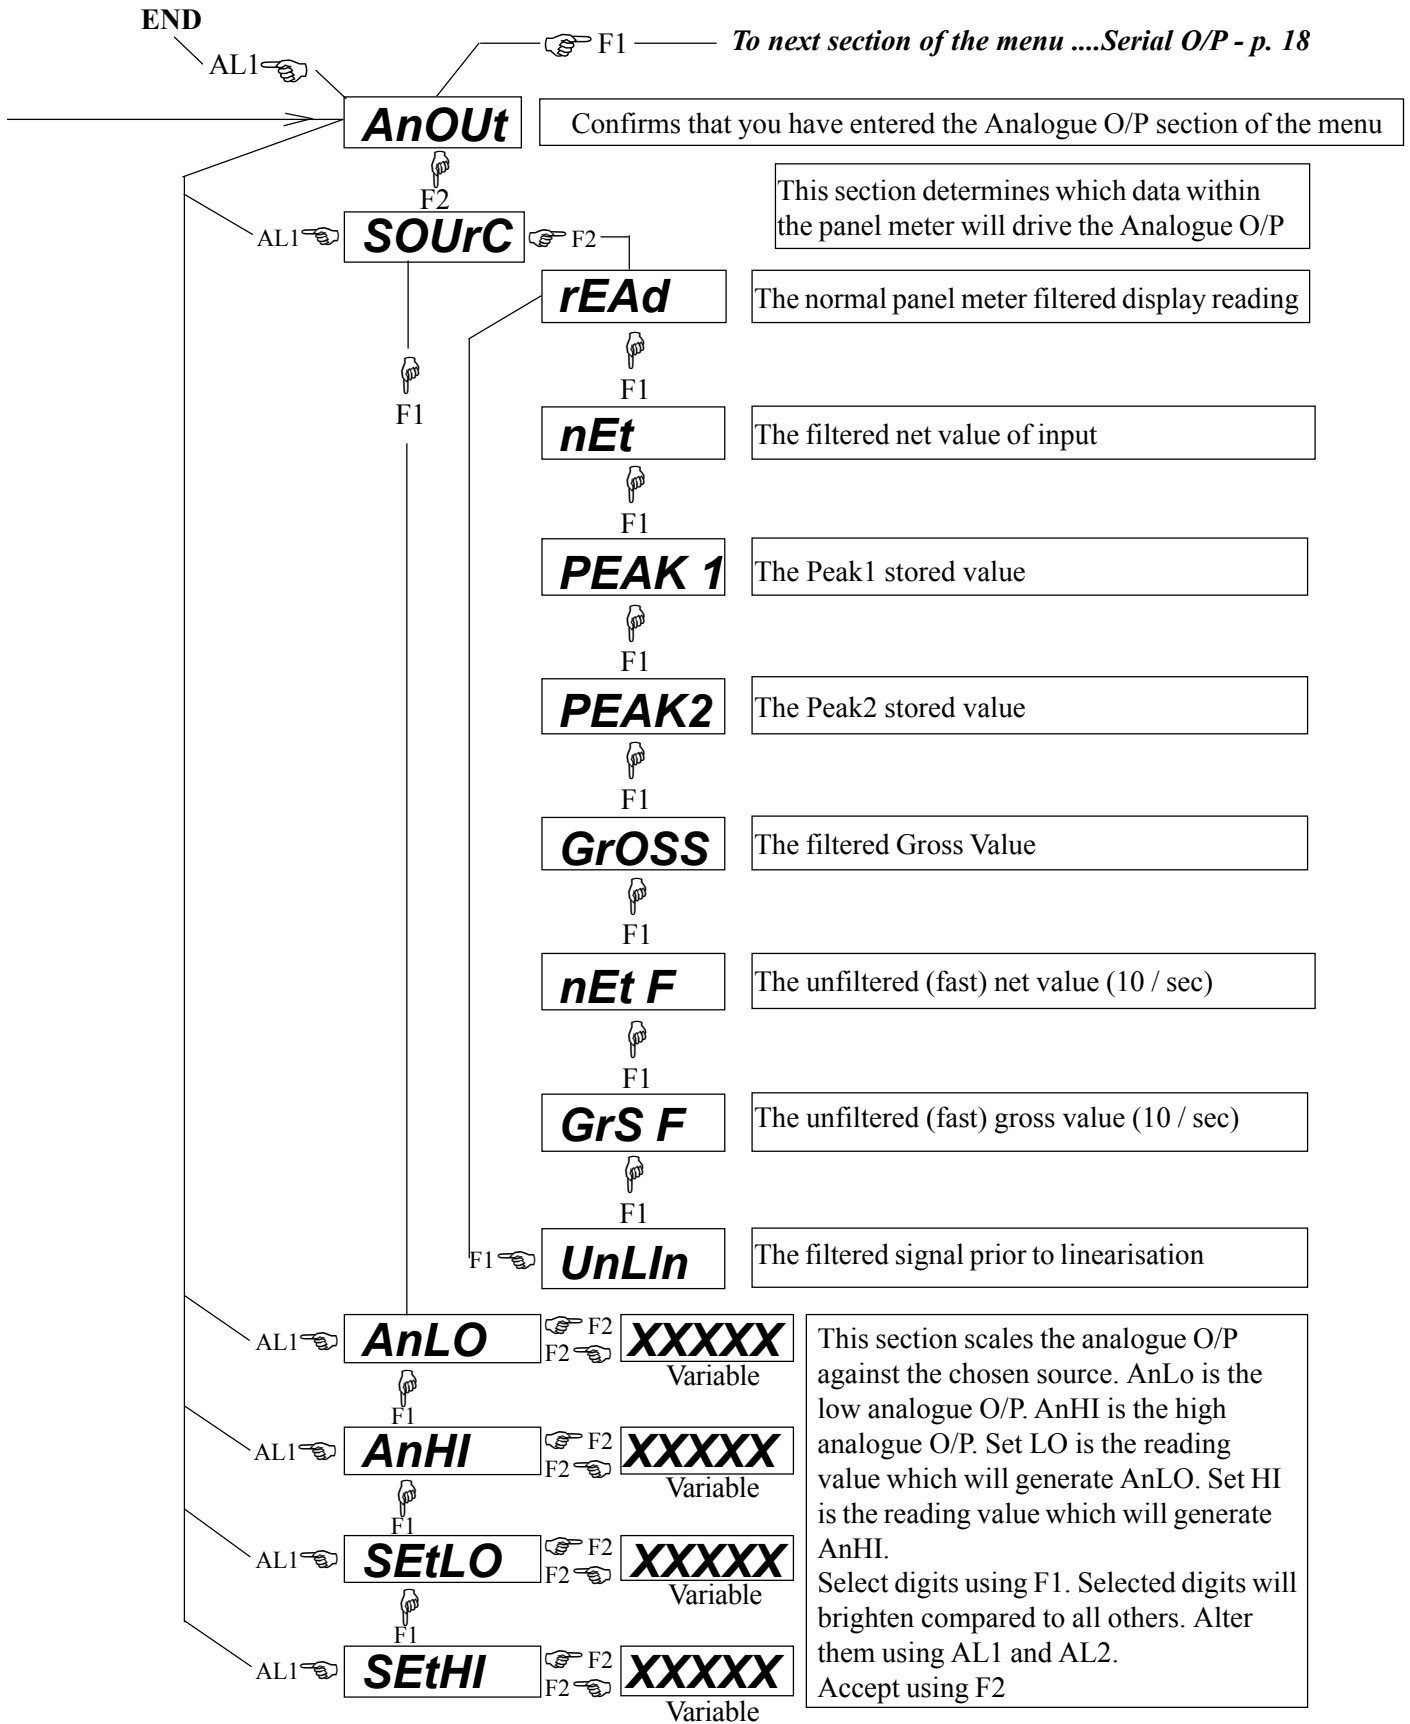 END
F1
To next section of the menu ....Serial O/P - p. 18
AL1
AnOUt
Confirms that you have entered the Analogue O/P section of the menu
F2
This section determines which data within
the panel meter will drive the Analogue O/P
AL1
SOUrC
F2
rEAd
The normal panel meter filtered display reading
F1
F1
nEt
The filtered net value of input
F1
PEAK 1
The Peak1 stored value
F1
PEAK2
The Peak2 stored value
F1
GrOSS
The filtered Gross Value
F1
nEt F
The unfiltered (fast) net value (10 / sec)
F1
GrS F
The unfiltered (fast) gross value (10 / sec)
F1
F1
UnLIn
The filtered signal prior to linearisation
AL1
AnLO
F2
F2
XXXXX
Variable
F1
AL1
AnHI
F2
F2
XXXXX
Variable
F1
AL1
SEtLO
F2
F2
XXXXX
Variable
F1
AL1
SEtHI
F2
F2
XXXXX
Variable
This section scales the analogue O/P
against the chosen source. AnLo is the
low analogue O/P. AnHI is the high
analogue O/P. Set LO is the reading
value which will generate AnLO. Set HI
is the reading value which will generate
AnHI.
Select digits using F1. Selected digits will
brighten compared to all others. Alter
them using AL1 and AL2.
Accept using F2